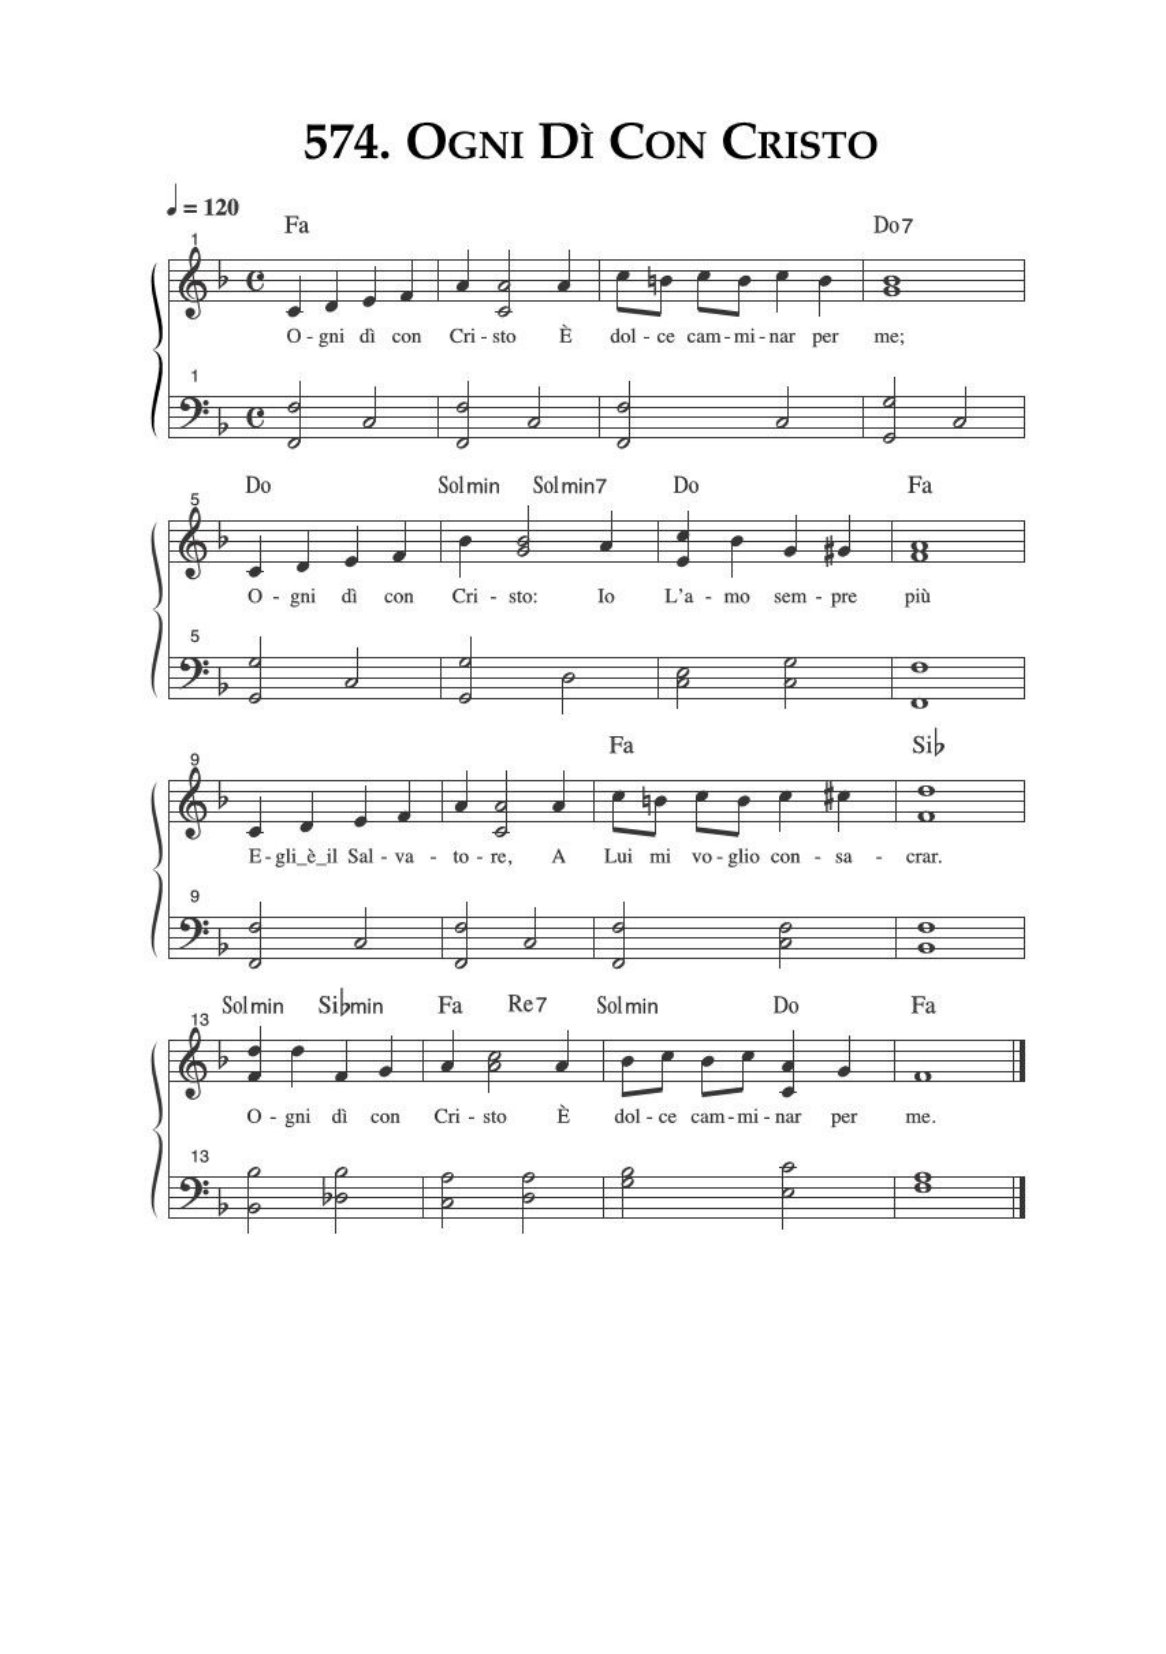 574. Ogni Dì Con Cristo
♩ = 120
Fa Do7
1
O - gni dì con Cri - sto È dol - ce cam - mi - nar per me;
1
Do Solmin Solmin7 Do Fa
5
O - gni dì con Cri - sto: Io L'a - mo sem - pre più
5
Fa Si♭
9
E - gli_è_il Sal - va - to - re, A Lui mi vo - glio con - sa - crar.
9
Solmin Si♭min Fa Re7 Solmin Do Fa
13
O - gni dì con Cri - sto È dol - ce cam - mi - nar per me.
13